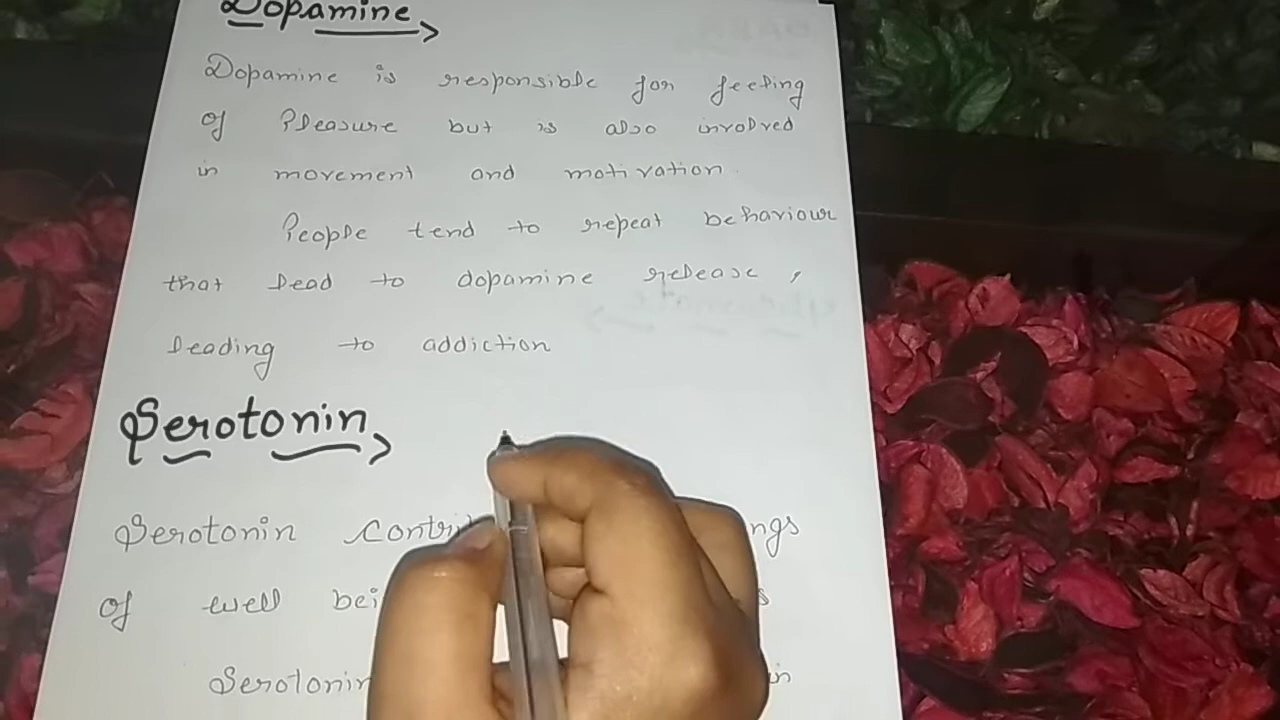 Dopamine
Dopamine is responsible for feeling
of Pleasure but is also involved
in movement and motivation
People tend to repeat behaviour
that lead to dopamine release,
leading to addiction
Serotonin
Serotonin
of well
Serotonin in